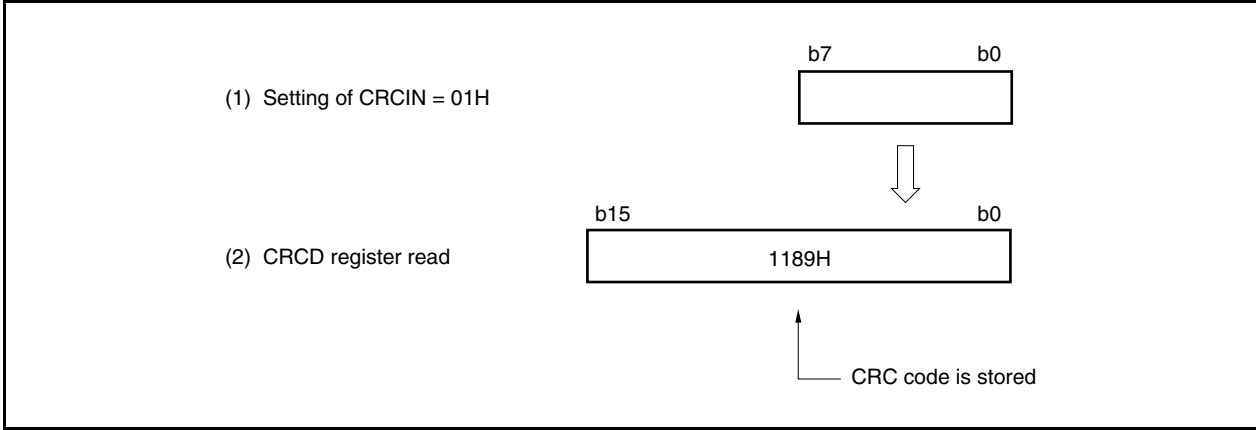 b7 b0
(1) Setting of CRCIN = 01H
b15 b0
(2) CRCD register read
1189H
CRC code is stored